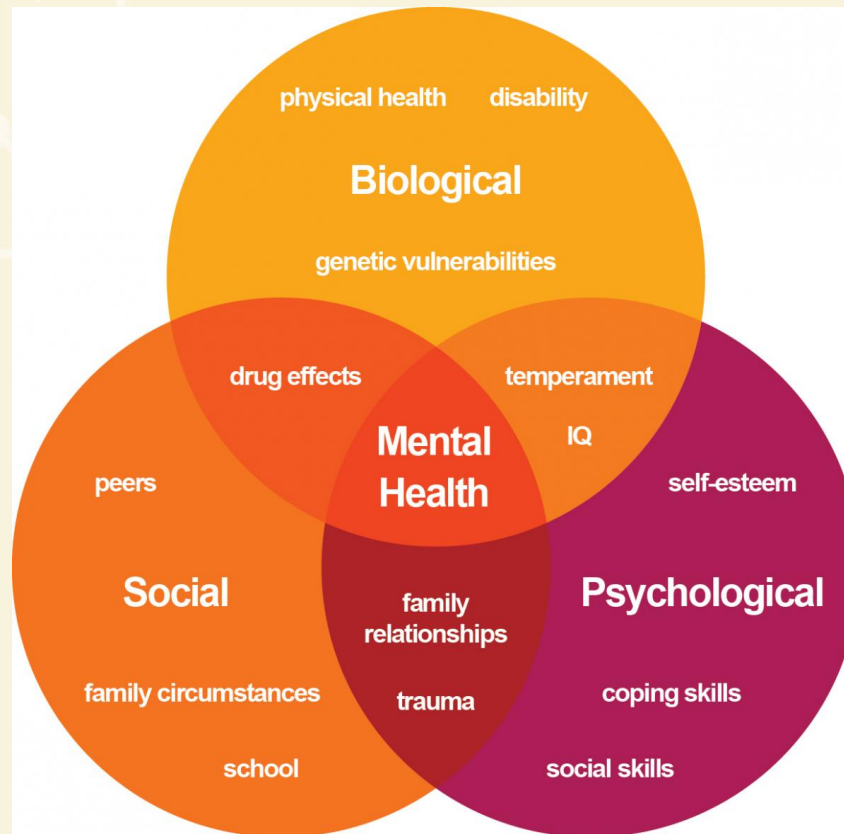 physical health disability
Biological
genetic vulnerabilities
drug effects temperament
Mental
Health
IQ
peers
self-esteem
Social
family
relationships
Psychological
family circumstances
trauma
coping skills
school
social skills